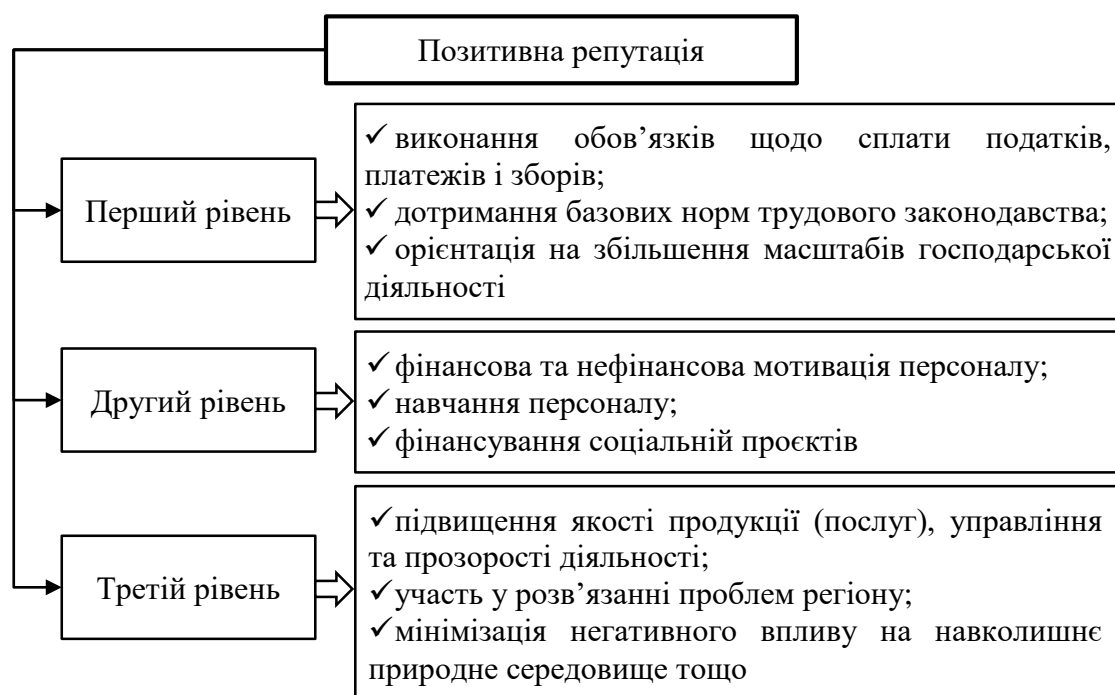 Позитивна репутація
Перший рівень
✓ виконання обов’язків щодо сплати податків,
платежів і зборів;
✓ дотримання базових норм трудового законодавства;
✓ орієнтація на збільшення масштабів господарської
діяльності
Другий рівень
✓ фінансова та нефінансова мотивація персоналу;
✓ навчання персоналу;
✓ фінансування соціальній проєктів
Третій рівень
✓ підвищення якості продукції (послуг), управління
та прозорості діяльності;
✓ участь у розв’язанні проблем регіону;
✓ мінімізація негативного впливу на навколишнє
природне середовище тощо